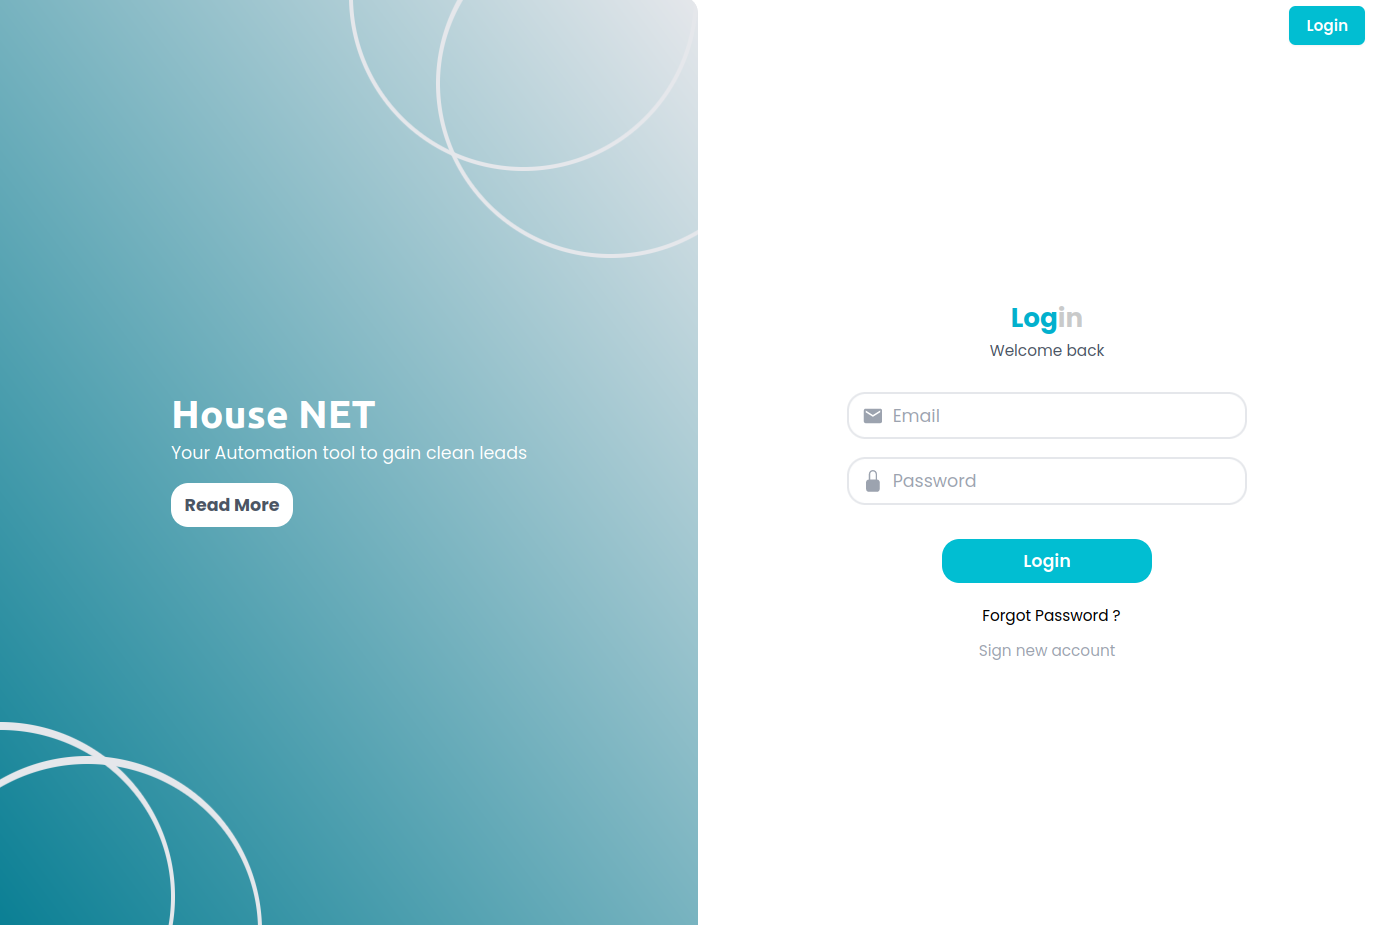 Login
House NET
Your Automation tool to gain clean leads
Read More
Login
Welcome back
Email
Password
Login
Forgot Password ?
Sign new account